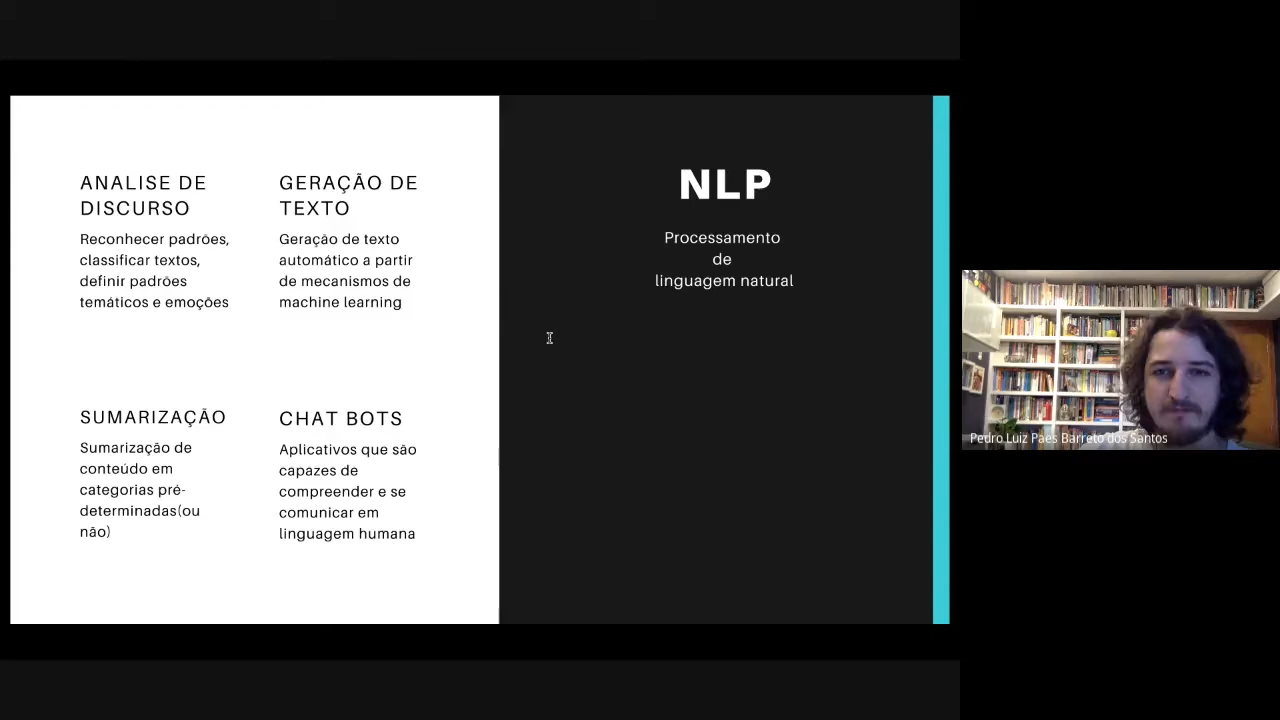 ANALISE DE
DISCURSO
Reconhecer padrões,
classificar textos,
definir padrões
temáticos e emoções
GERAÇÃO DE
TEXTO
Geração de texto
automático a partir
de mecanismos de
machine learning
SUMARIZAÇÃO
Sumarização de
conteúdo em
categorias pré-
determinadas(ou
não)
CHAT BOTS
Aplicativos que são
capazes de
compreender e se
comunicar em
linguagem humana
NLP
Processamento
de
linguagem natural
Pedro Luiz Paes Barreto dos Santos